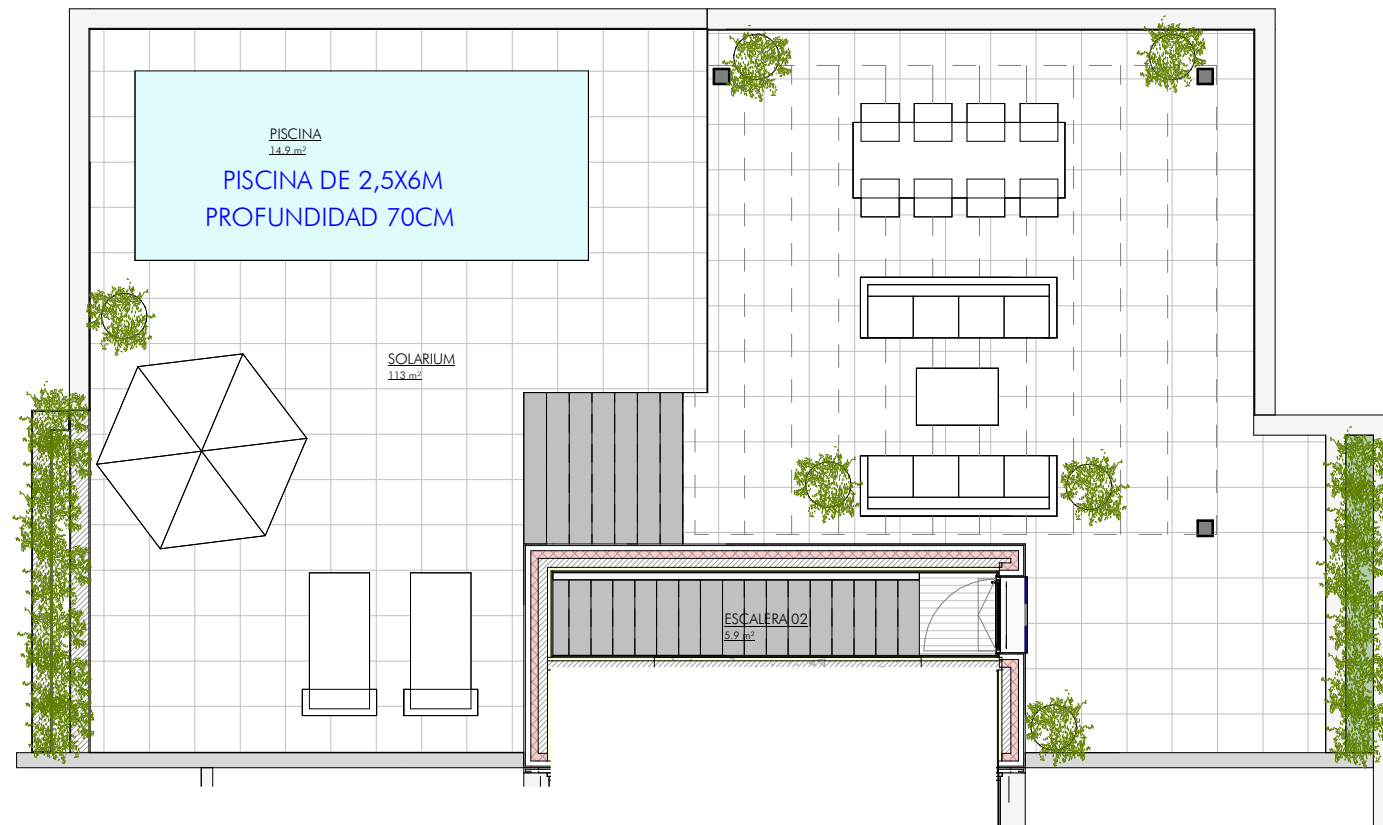 PISCINA
14.9 m²
PISCINA DE 2,5X6M
PROFUNDIDAD 70CM
SOLARIUM
113 m²
ESCALERA 02
5.9 m²